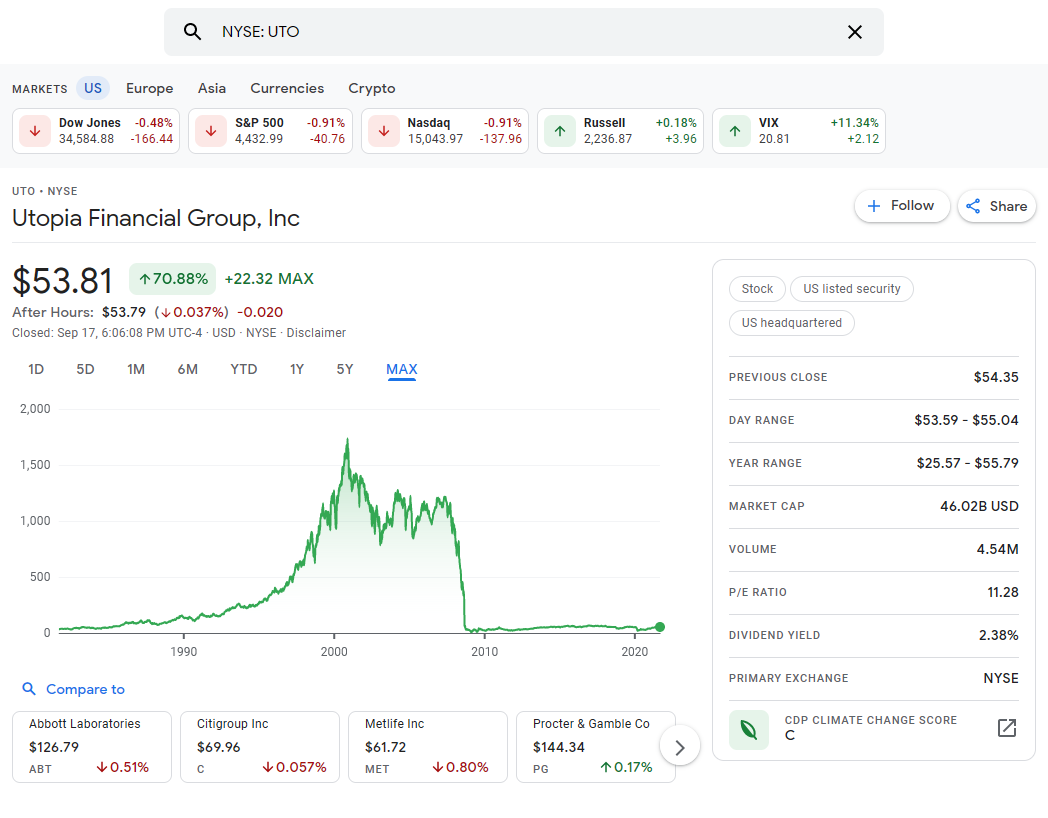 NYSE: UTO
MARKETS US Europe Asia Currencies Crypto
Dow Jones -0.48% S&P 500 -0.91% Nasdaq -0.91% Russell +0.18% VIX +11.34%
34,584.88 -166.44 4,432.99 -40.76 15,043.97 -137.96 2,236.87 +3.96 20.81 +2.12
UTO • NYSE
Utopia Financial Group, Inc
Follow Share
$53.81 70.88% +22.32 MAX
After Hours: $53.79 (0.037%) -0.020
Closed: Sep 17, 6:06:08 PM UTC-4 · USD · NYSE · Disclaimer
1D 5D 1M 6M YTD 1Y 5Y MAX
2,000
1,500
1,000
500
0
1990 2000 2010 2020
Compare to
Abbott Laboratories
$126.79
ABT 0.51%
Citigroup Inc
$69.96
C 0.057%
Metlife Inc
$61.72
MET 0.80%
Procter & Gamble Co
$144.34
PG 0.17%
Stock US listed security
US headquartered
PREVIOUS CLOSE $54.35
DAY RANGE $53.59 - $55.04
YEAR RANGE $25.57 - $55.79
MARKET CAP 46.02B USD
VOLUME 4.54M
P/E RATIO 11.28
DIVIDEND YIELD 2.38%
PRIMARY EXCHANGE NYSE
CDP CLIMATE CHANGE SCORE
C